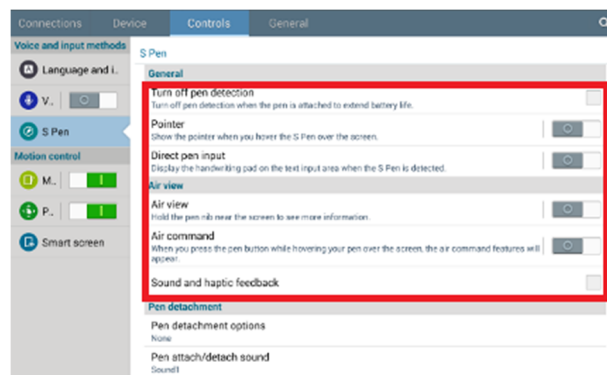 Connections Device Controls General
Voice and input methods
Language and i..
V..
S Pen
Motion control
M..
P..
Smart screen
S Pen
General
Turn off pen detection
Turn off pen detection when the pen is attached to extend battery life.
Pointer
Show the pointer when you hover the S Pen over the screen.
Direct pen input
Display the handwriting pad on the text input area when the S Pen is detected.
Air view
Air view
Hold the pen nib near the screen to see more information.
Air command
When you press the pen button while hovering your pen over the screen, the air command features will
appear.
Sound and haptic feedback
Pen detachment
Pen detachment options
None
Pen attach/detach sound
Sound1